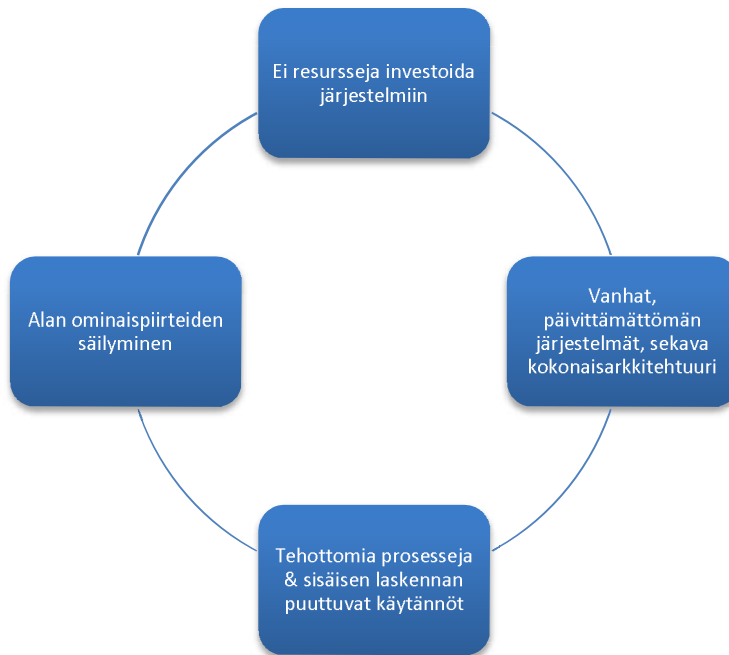 Ei resursseja investoida
järjestelmiin
Vanhat,
päivittämättömän
järjestelmät, sekava
kokonaisarkkitehtuuri
Tehottomia prosesseja
& sisäisen laskennan
puuttuvat käytännöt
Alan ominaispiirteiden
säilyminen